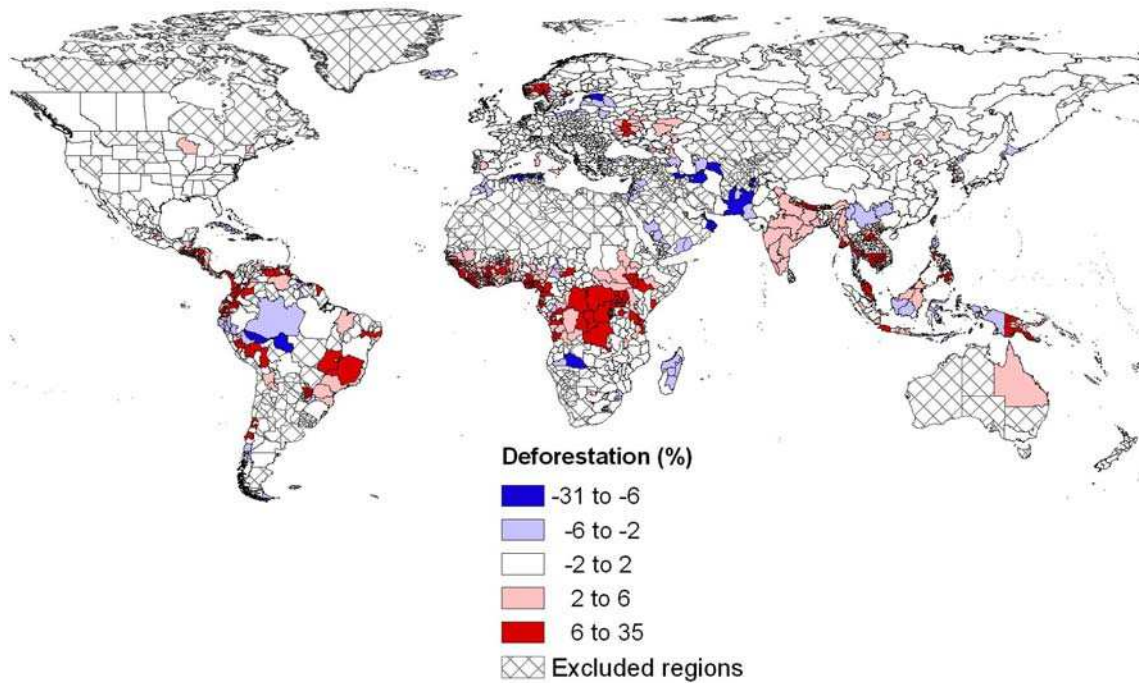 Deforestation (%)
-31 to -6
-6 to -2
-2 to 2
2 to 6
6 to 35
Excluded regions